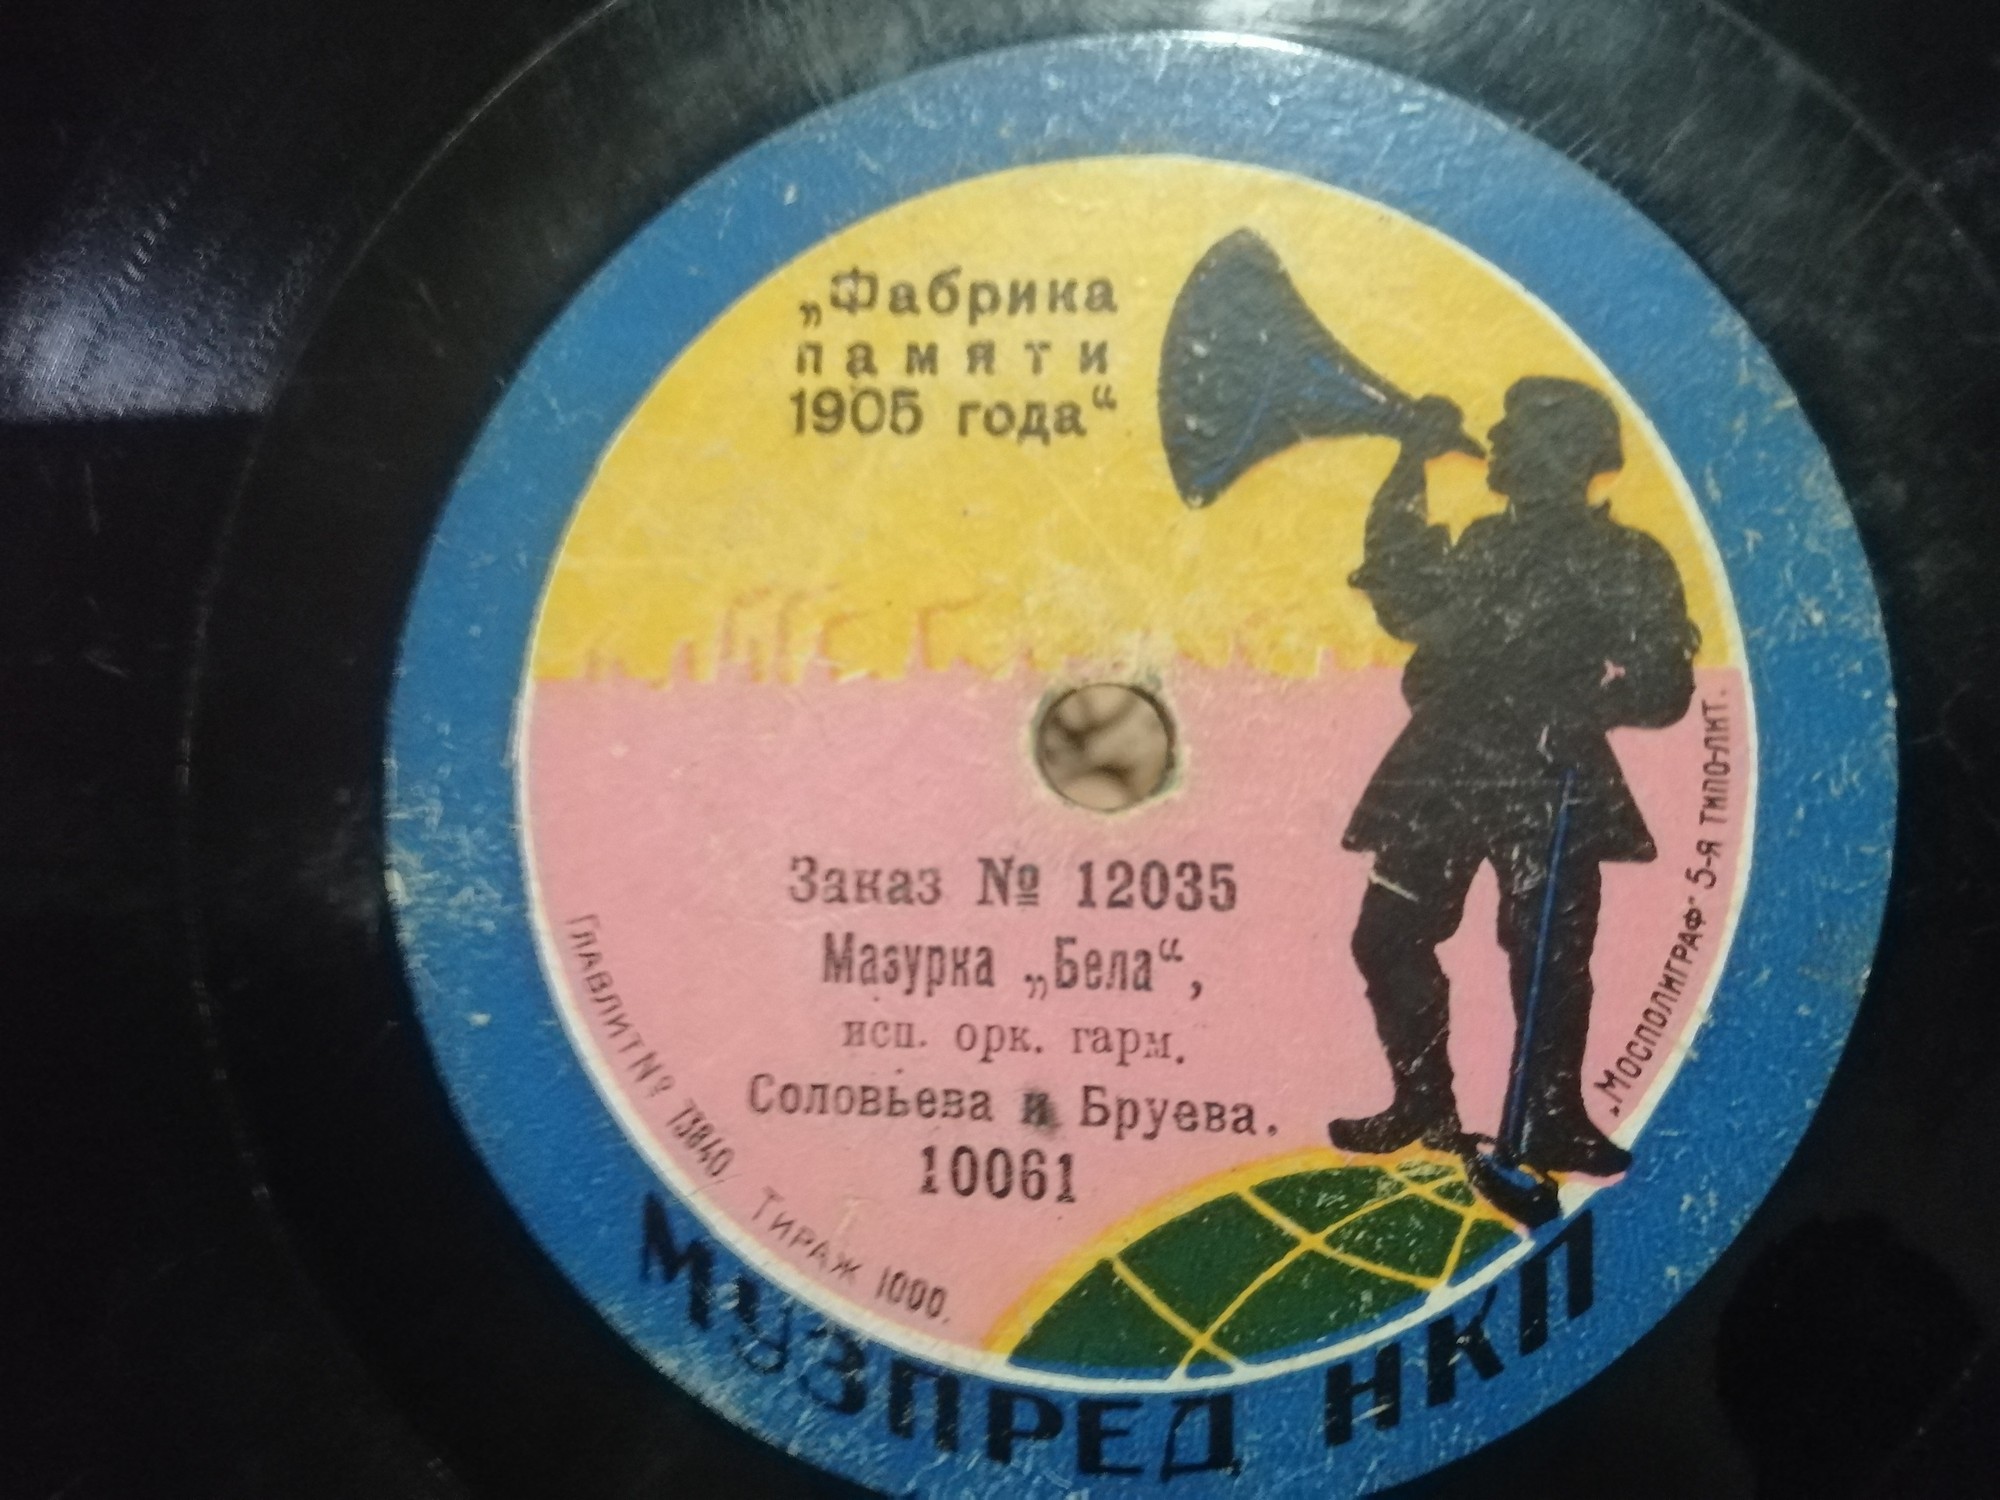 „Фабрика
памяти
1905 года“
Заказ № 12035
Мазурка „Бела“,
исп. орк. гарм.
Соловьева и Бруева.
10061
Главлит № 73840. Тираж 1000.
„Мосполиграф“ 5-я типо-лит.
МУЗПРЕД НКП